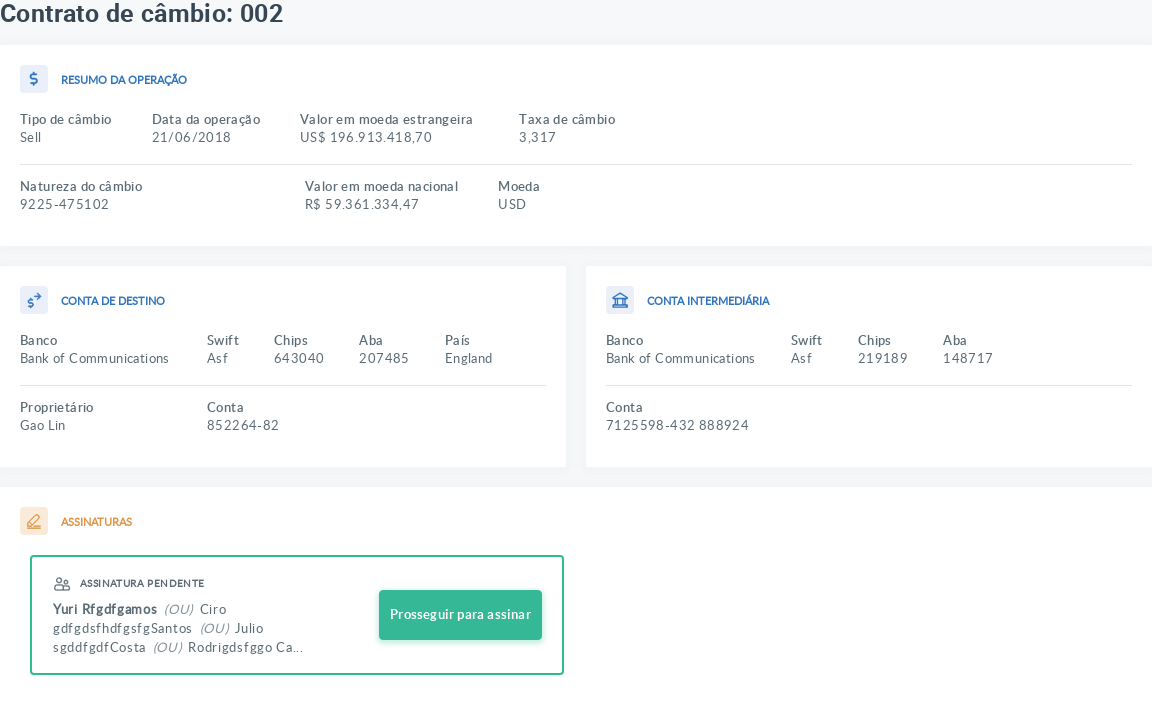 Contrato de câmbio: 002
RESUMO DA OPERAÇÃO
Tipo de câmbio Data da operação Valor em moeda estrangeira Taxa de câmbio
Sell 21/06/2018 US$ 196.913.418,70 3,317
Natureza do câmbio Valor em moeda nacional Moeda
9225-475102 R$ 59.361.334,47 USD
CONTA DE DESTINO
Banco Swift Chips Aba País
Bank of Communications Asf 643040 207485 England
Proprietário Conta
Gao Lin 852264-82
CONTA INTERMEDIÁRIA
Banco Swift Chips Aba
Bank of Communications Asf 219189 148717
Conta
7125598-432 888924
ASSINATURAS
ASSINATURA PENDENTE
Yuri Rfgdfgamos (OU) Ciro
gdfgdsfhdfgsfgSantos (OU) Julio
sgddfgdfCosta (OU) Rodrigdsfggo Ca...
Prosseguir para assinar